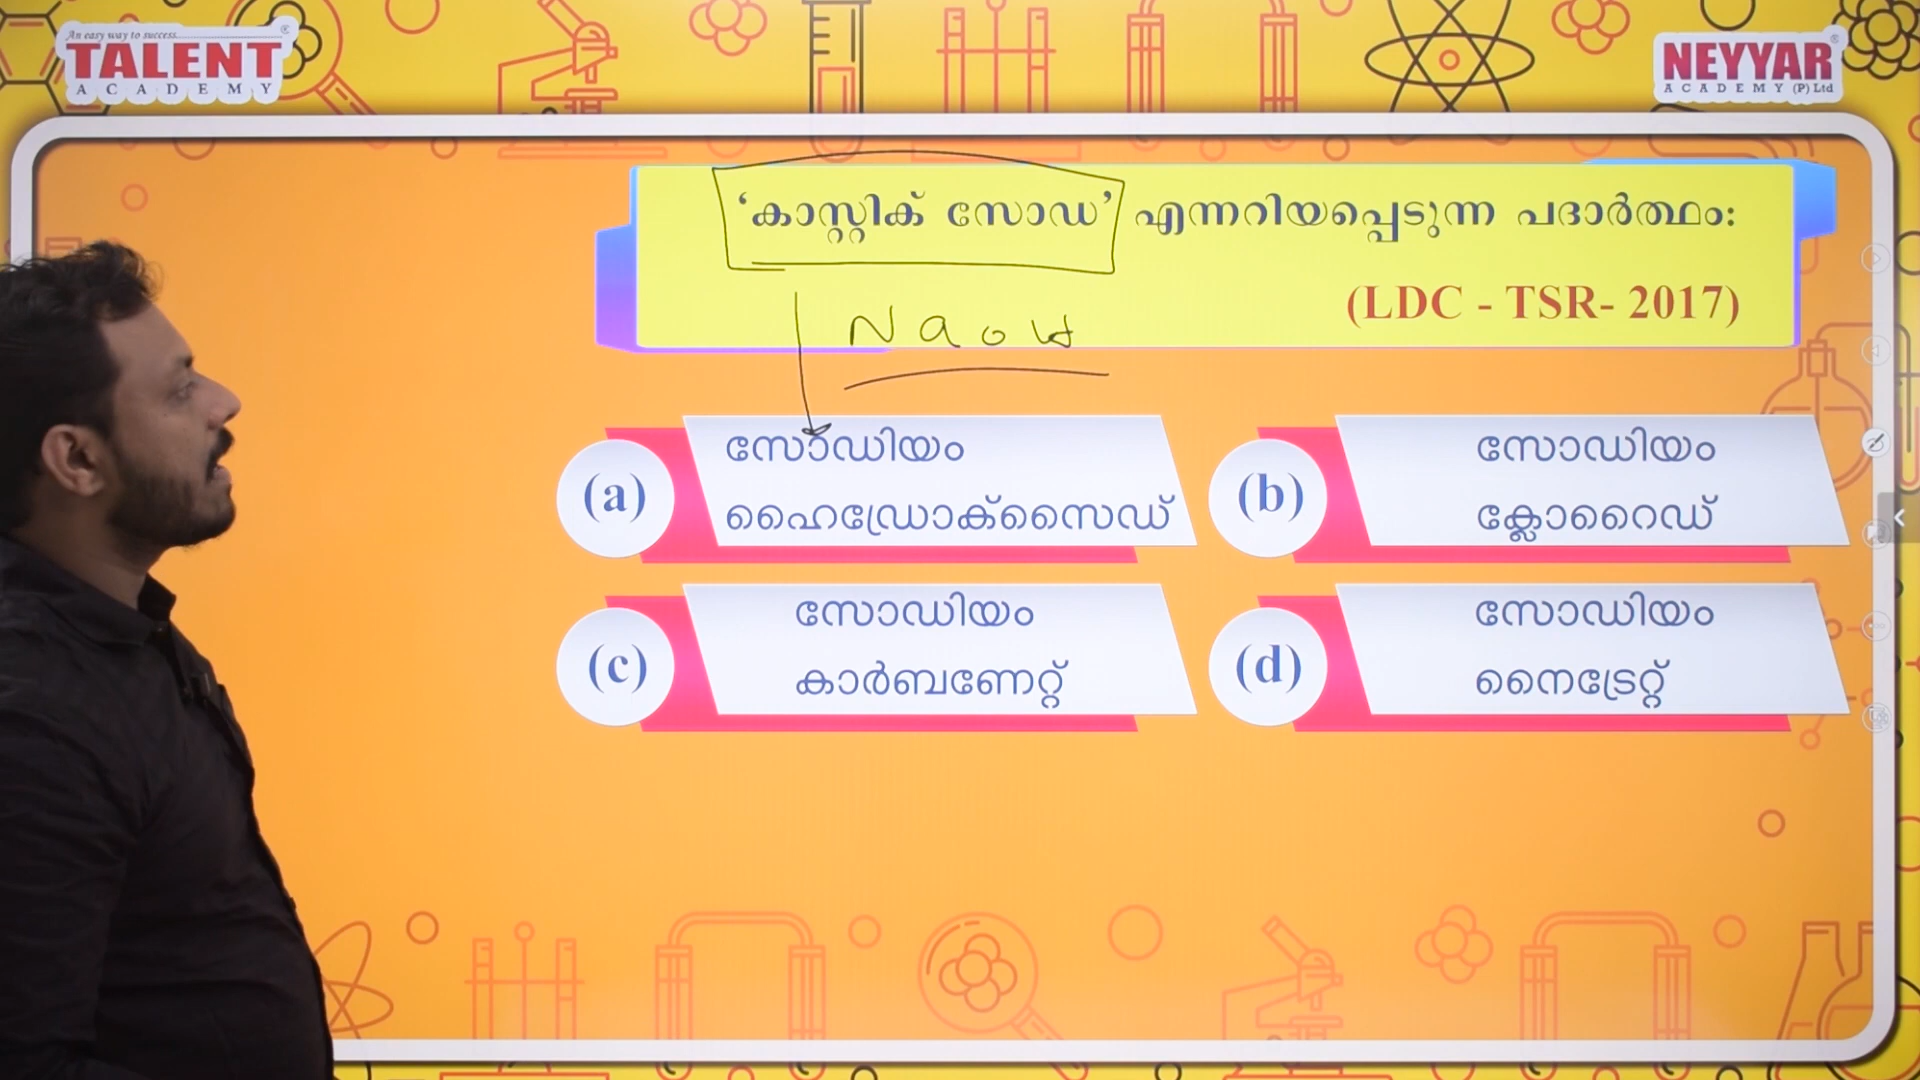 An easy way to success
TALENT
ACADEMY
NEYYAR
ACADEMY (P) Ltd
‘കാസ്റ്റിക് സോഡ’ എന്നറിയപ്പെടുന്ന പദാർത്ഥം:
(LDC - TSR- 2017)
NaOH
(a) സോഡിയം
ഹൈഡ്രോക്സൈഡ്
(b) സോഡിയം
ക്ലോറൈഡ്
(c) സോഡിയം
കാർബണേറ്റ്
(d) സോഡിയം
നൈട്രേറ്റ്